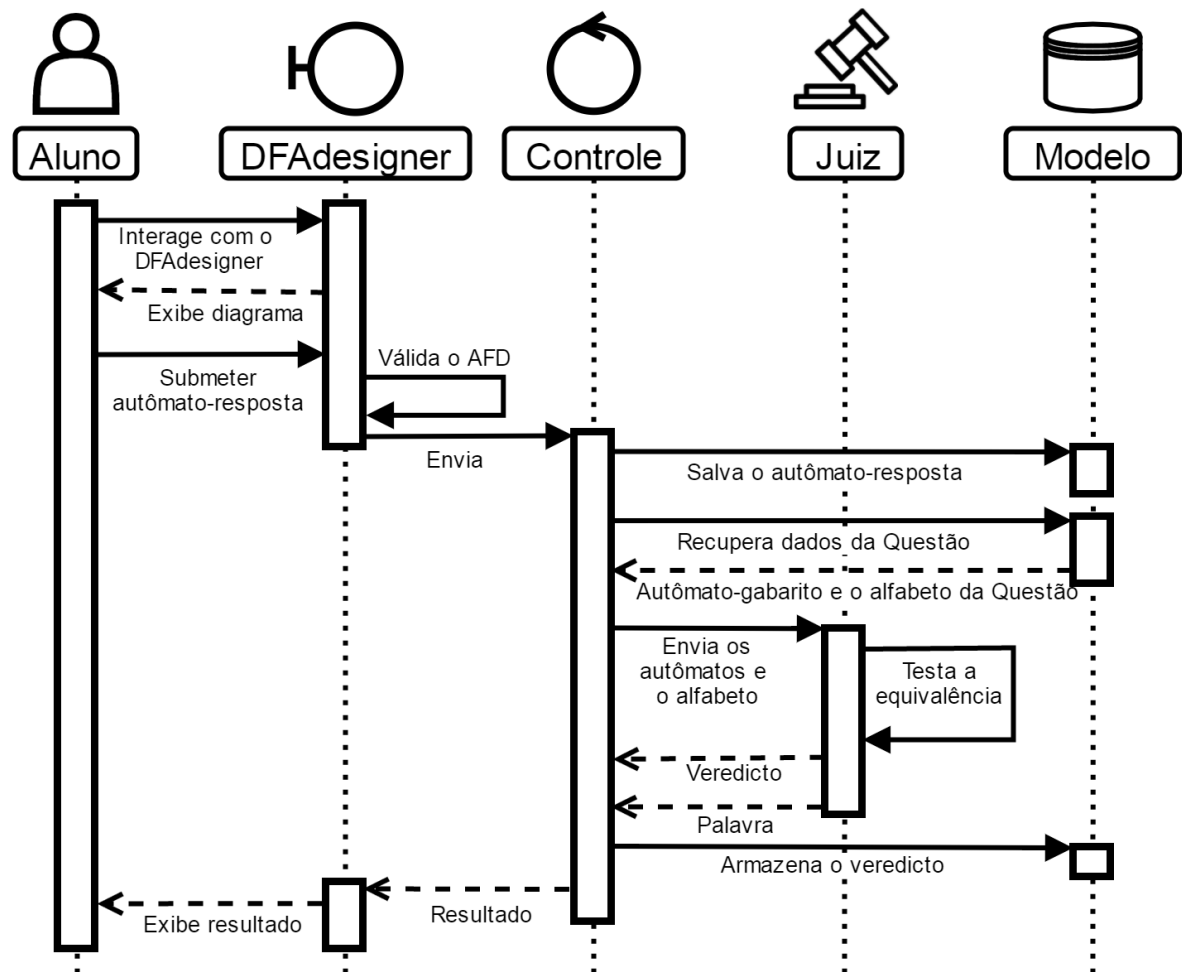 Aluno
DFAdesigner
Controle
Juiz
Modelo
Interage com o
DFAdesigner
Exibe diagrama
Submeter
autômato-resposta
Válida o AFD
Envia
Salva o autômato-resposta
Recupera dados da Questão
Autômato-gabarito e o alfabeto da Questão
Envia os
autômatos e
o alfabeto
Testa a
equivalência
Veredicto
Palavra
Armazena o veredicto
Resultado
Exibe resultado